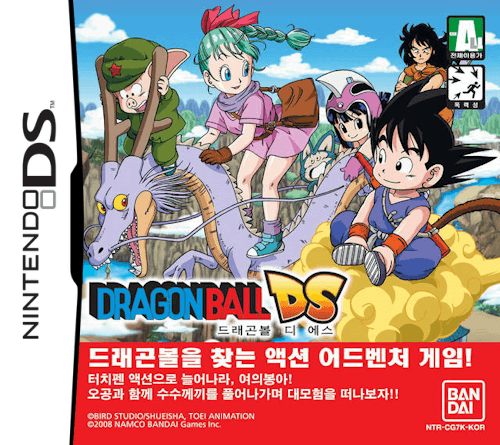 NINTENDO DS™
A
전체이용가
폭력성
DRAGON BALL DS
드래곤볼 디 에스
드래곤볼을 찾는 액션 어드벤처 게임!
터치펜 액션으로 늘어나라, 여의봉아!
오공과 함께 수수께끼를 풀어나가며 대모험을 떠나보자!!
©BIRD STUDIO/SHUEISHA, TOEI ANIMATION
©2008 NAMCO BANDAI Games Inc.
BAN
DAI
NTR-CG7K-KOR